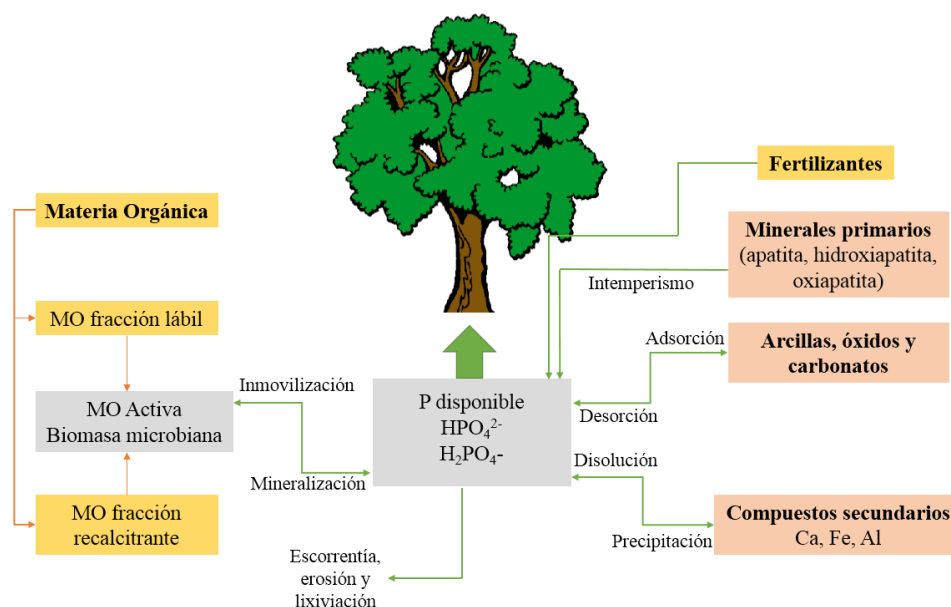 Fertilizantes
Materia Orgánica
Minerales primarios
(apatita, hidroxiapatita,
oxiapatita)
Intemperismo
MO fracción lábil
Adsorción
Arcillas, óxidos y
carbonatos
Inmovilización
P disponible
HPO₄²⁻
H₂PO₄-
MO Activa
Biomasa microbiana
Desorción
Disolución
Mineralización
MO fracción
recalcitrante
Compuestos secundarios
Ca, Fe, Al
Precipitación
Escorrentía,
erosión y
lixiviación